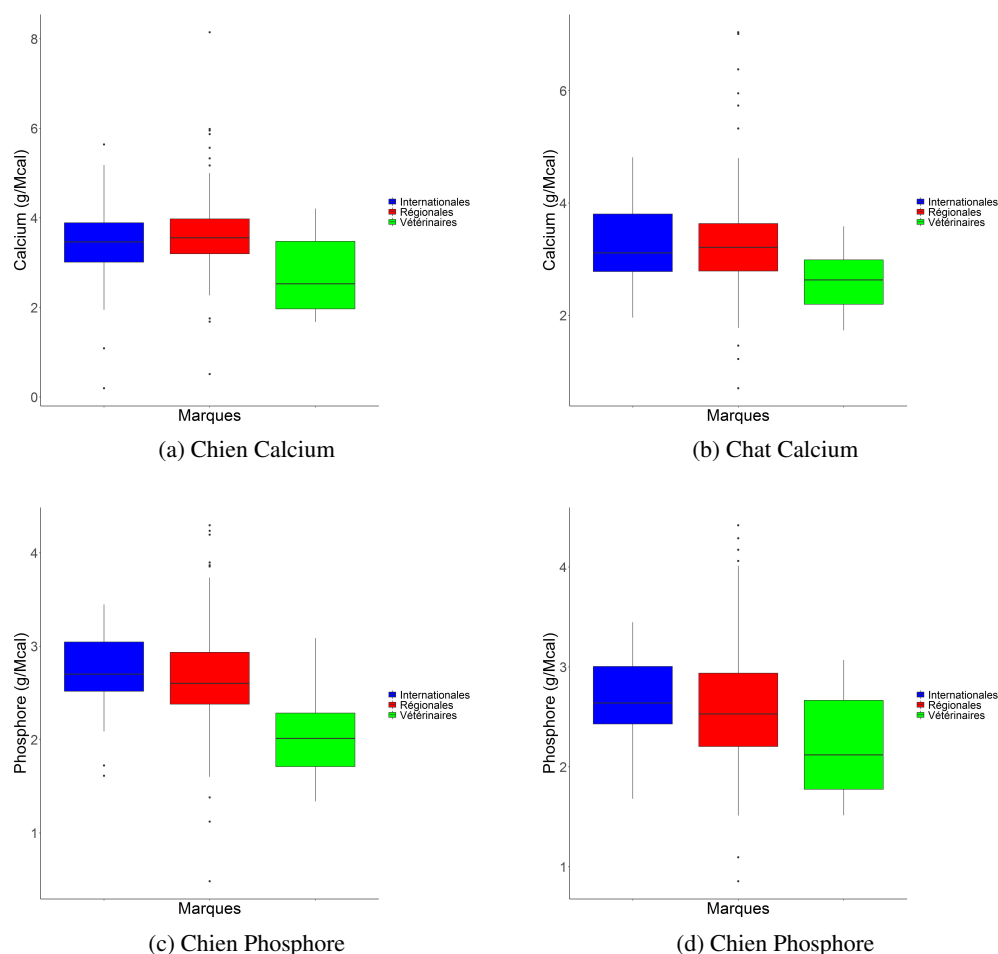 8
6
4
2
0
Calcium (g/Mcal)
Marques
Internationales
Régionales
Vétérinaires
(a) Chien Calcium
6
4
2
Calcium (g/Mcal)
Marques
Internationales
Régionales
Vétérinaires
(b) Chat Calcium
4
3
2
1
Phosphore (g/Mcal)
Marques
Internationales
Régionales
Vétérinaires
(c) Chien Phosphore
4
3
2
1
Phosphore (g/Mcal)
Marques
Internationales
Régionales
Vétérinaires
(d) Chien Phosphore